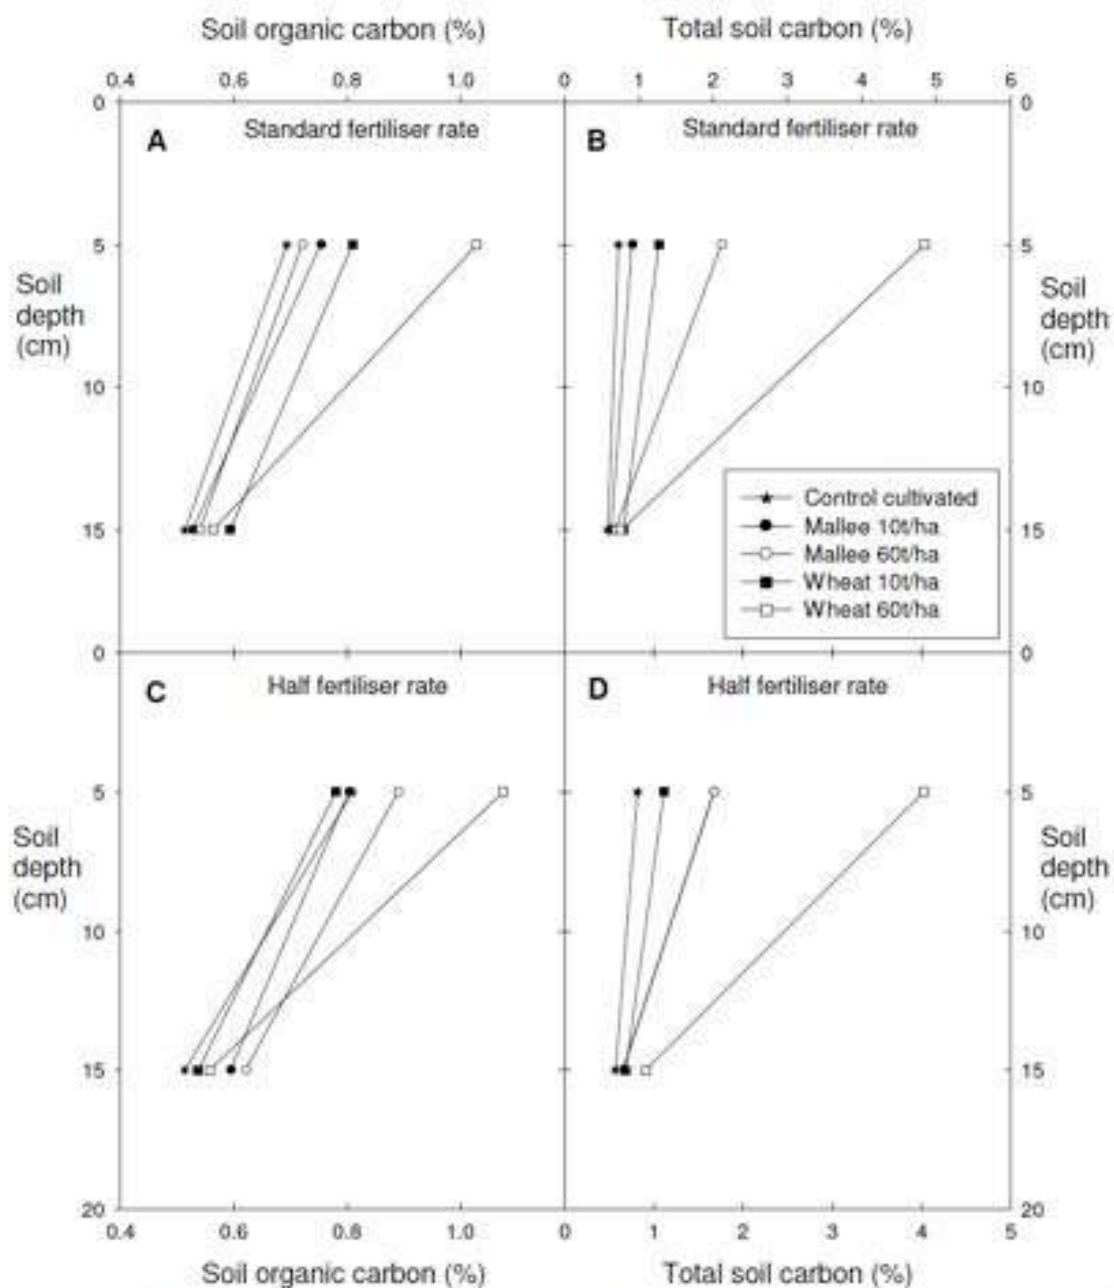 Soil organic carbon (%) Total soil carbon (%)
0.4 0.6 0.8 1.0 0 1 2 3 4 5 6
0 0
A Standard fertiliser rate B Standard fertiliser rate
5 5
Soil
depth
(cm)
Soil
depth
(cm)
10 10
Control cultivated
Mallee 10t/ha
Mallee 60t/ha
Wheat 10t/ha
Wheat 60t/ha
15 15
0 0
C Half fertiliser rate D Half fertiliser rate
5 5
Soil
depth
(cm)
Soil
depth
(cm)
10 10
15 15
20 20
0.4 0.6 0.8 1.0 0 1 2 3 4 5
Soil organic carbon (%) Total soil carbon (%)